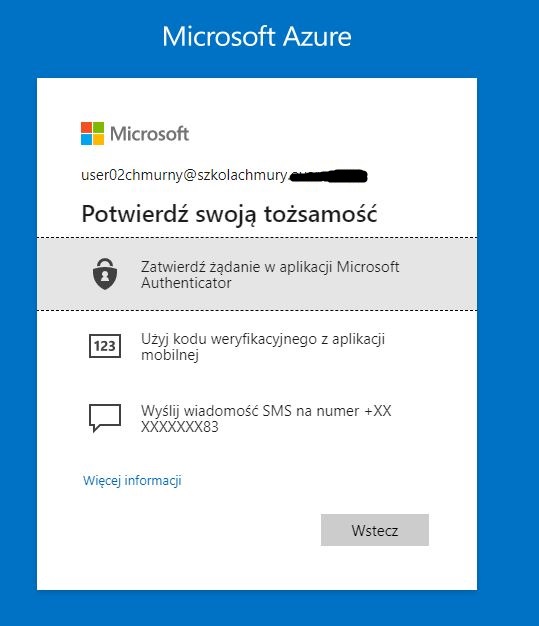 Microsoft Azure
Microsoft
user02chmurny@szkolachmury.
Potwierdź swoją tożsamość
Zatwierdź żądanie w aplikacji Microsoft
Authenticator
123
Użyj kodu weryfikacyjnego z aplikacji
mobilnej
Wyślij wiadomość SMS na numer +XX
XXXXXXX83
Więcej informacji
Wstecz